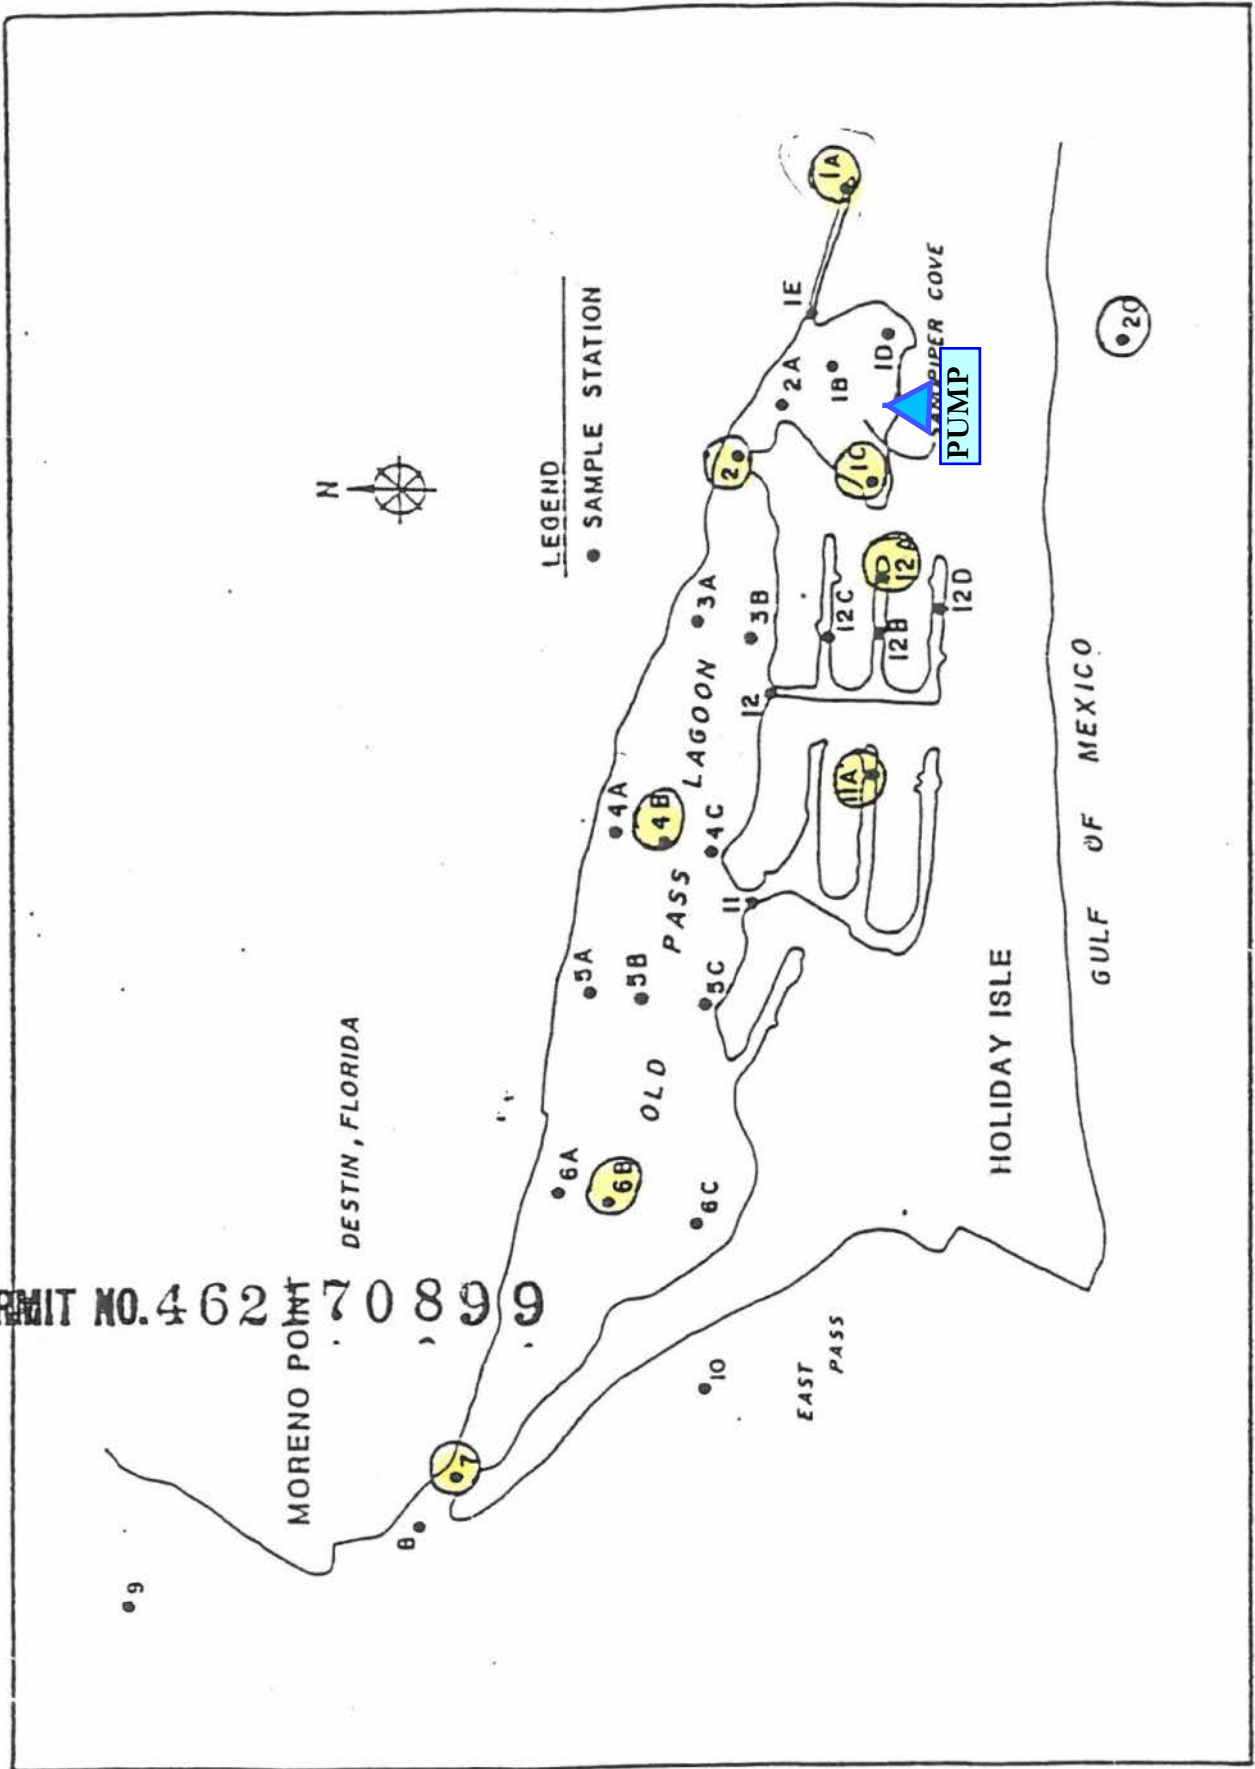 PERMIT NO. 462170899
MORENO POINT
DESTIN, FLORIDA
N
LEGEND
SAMPLE STATION
9
8
7
10
EAST
PASS
6A
6B
6C
OLD
5A
5B
5C
PASS
4A
4B
4C
LAGOON
3A
3B
2
2A
1E
1A
1B
1C
1D
SANDPIPER COVE
PUMP
11
11A
12
12
12B
12C
12D
HOLIDAY ISLE
GULF OF MEXICO
20